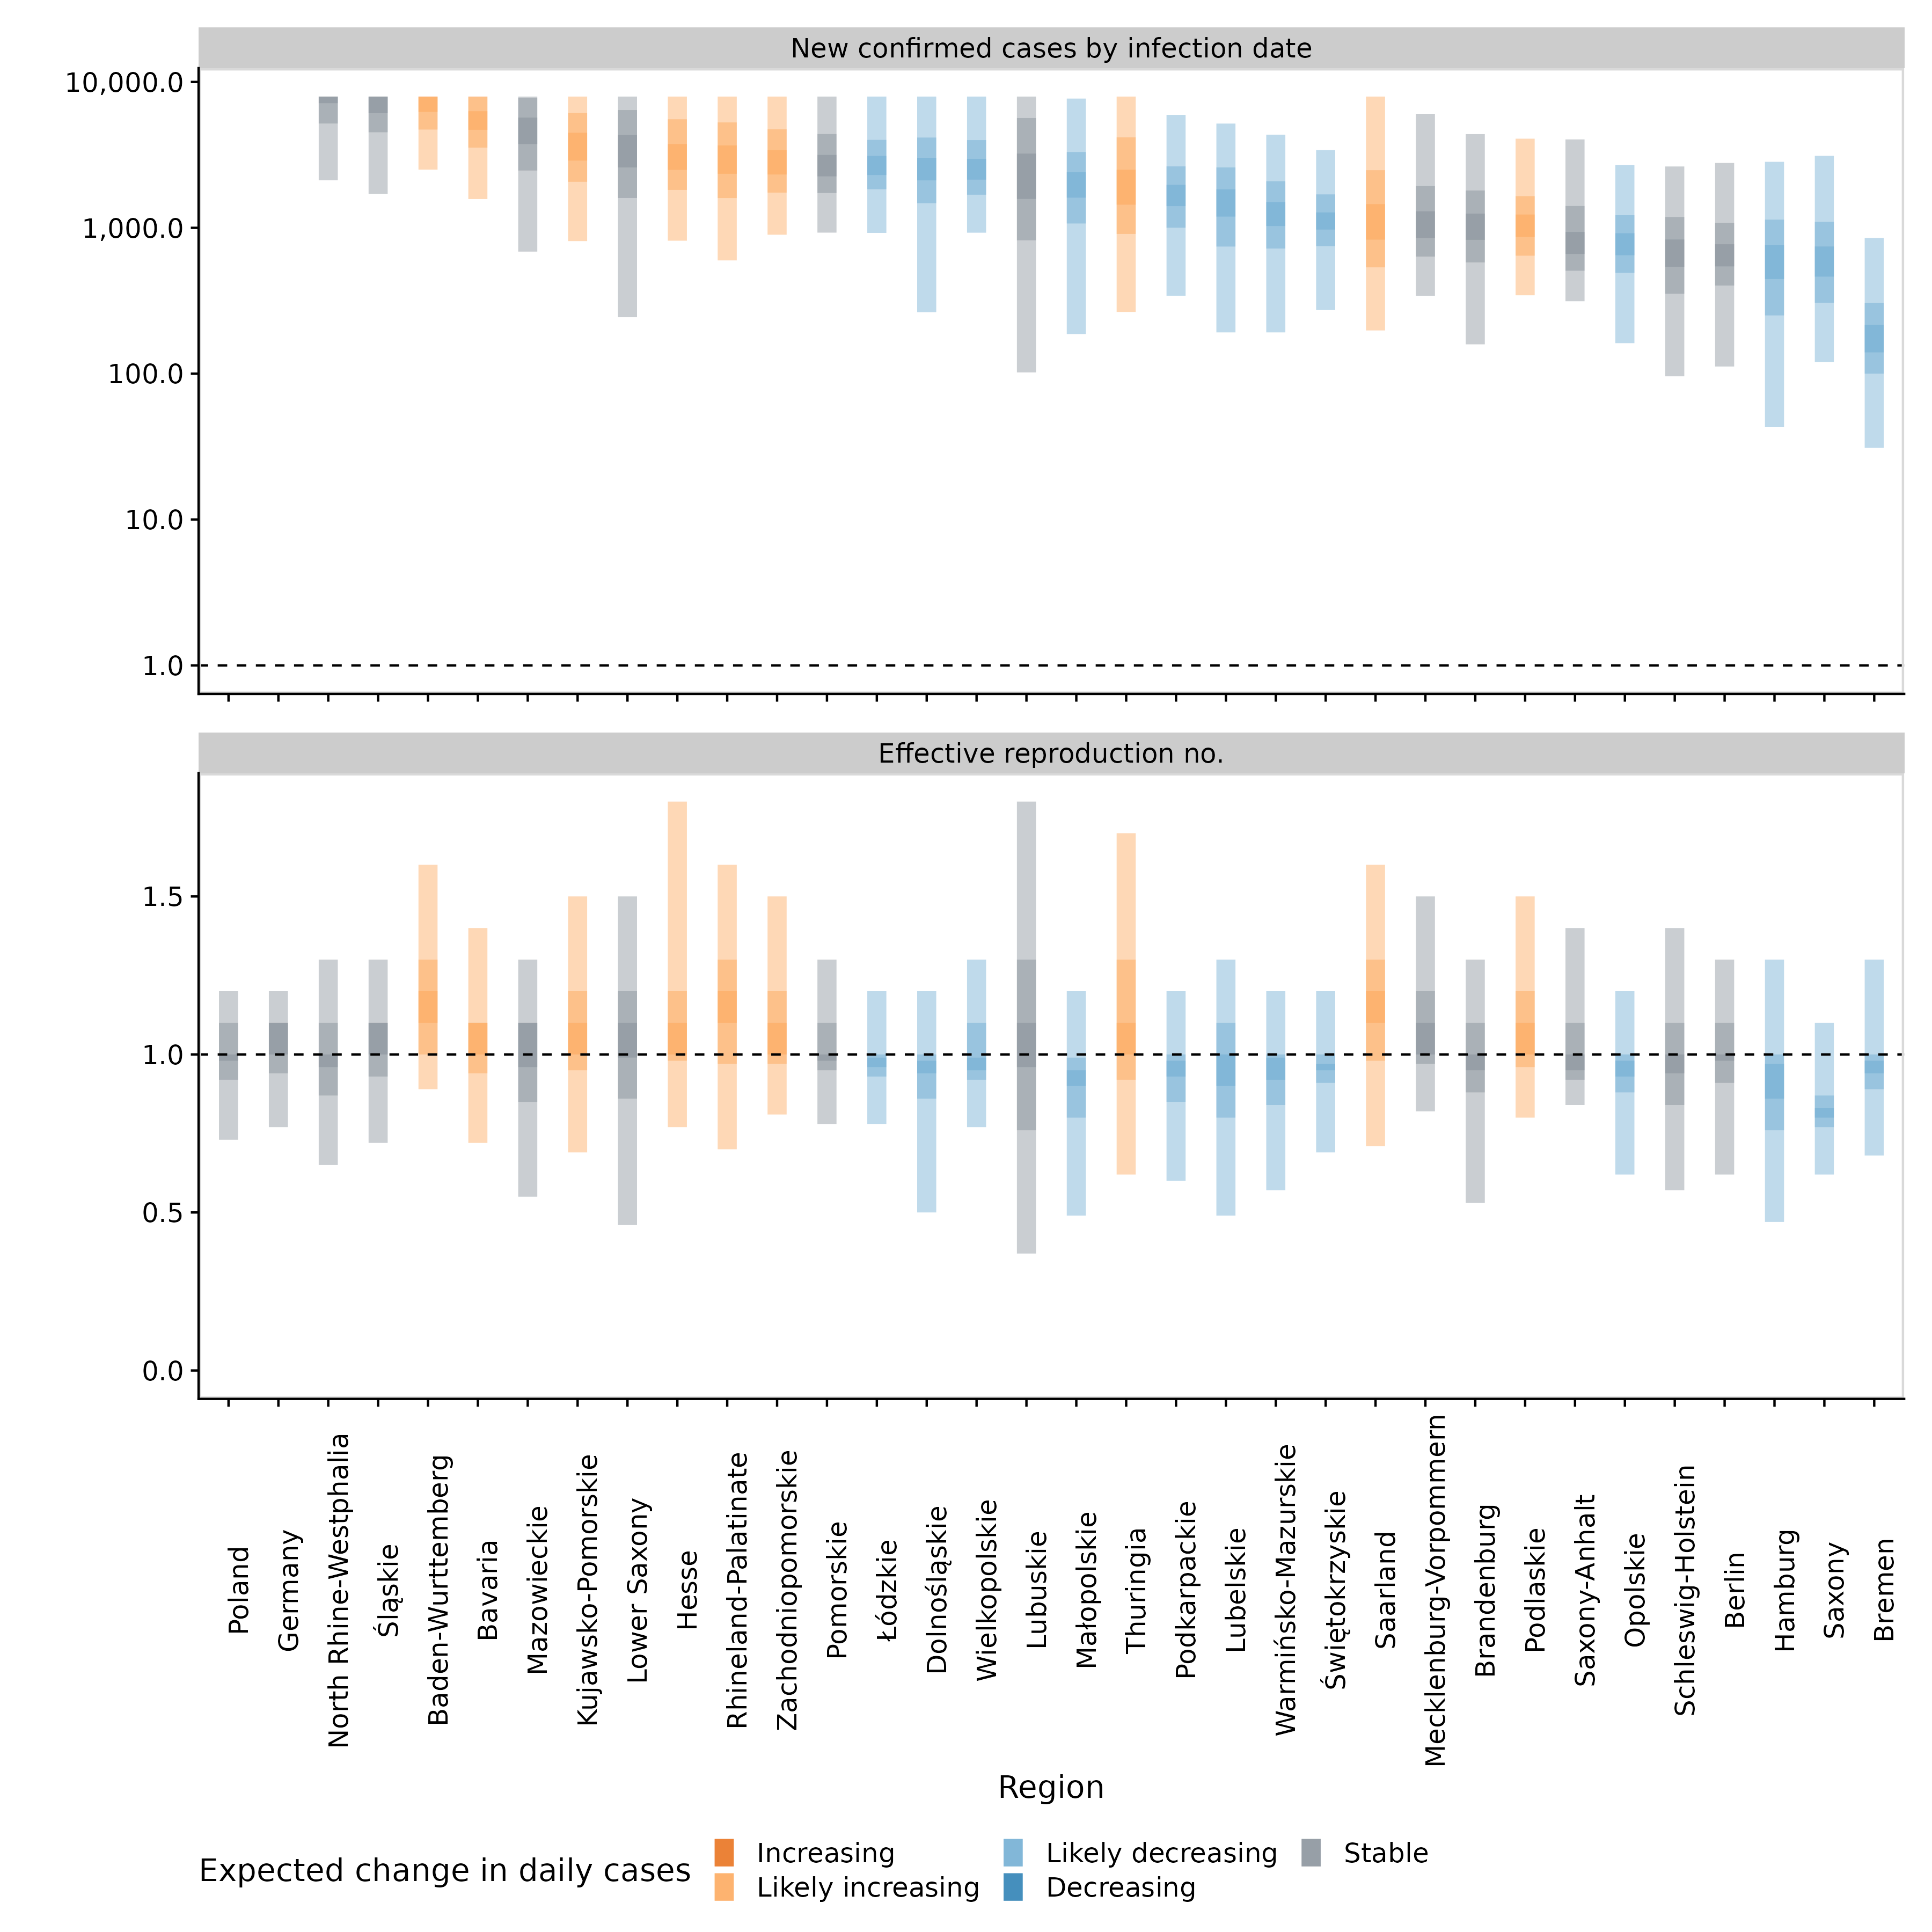 New confirmed cases by infection date
10,000.0
1,000.0
100.0
10.0
1.0
Effective reproduction no.
1.5
1.0
0.5
0.0
Poland
Germany
North Rhine-Westphalia
Śląskie
Baden-Wurttemberg
Bavaria
Mazowieckie
Kujawsko-Pomorskie
Lower Saxony
Hesse
Rhineland-Palatinate
Zachodniopomorskie
Pomorskie
Łódzkie
Dolnośląskie
Wielkopolskie
Lubuskie
Małopolskie
Thuringia
Podkarpackie
Lubelskie
Warmińsko-Mazurskie
Świętokrzyskie
Saarland
Mecklenburg-Vorpommern
Brandenburg
Podlaskie
Saxony-Anhalt
Opolskie
Schleswig-Holstein
Berlin
Hamburg
Saxony
Bremen
Region
Expected change in daily cases
Increasing
Likely increasing
Likely decreasing
Decreasing
Stable